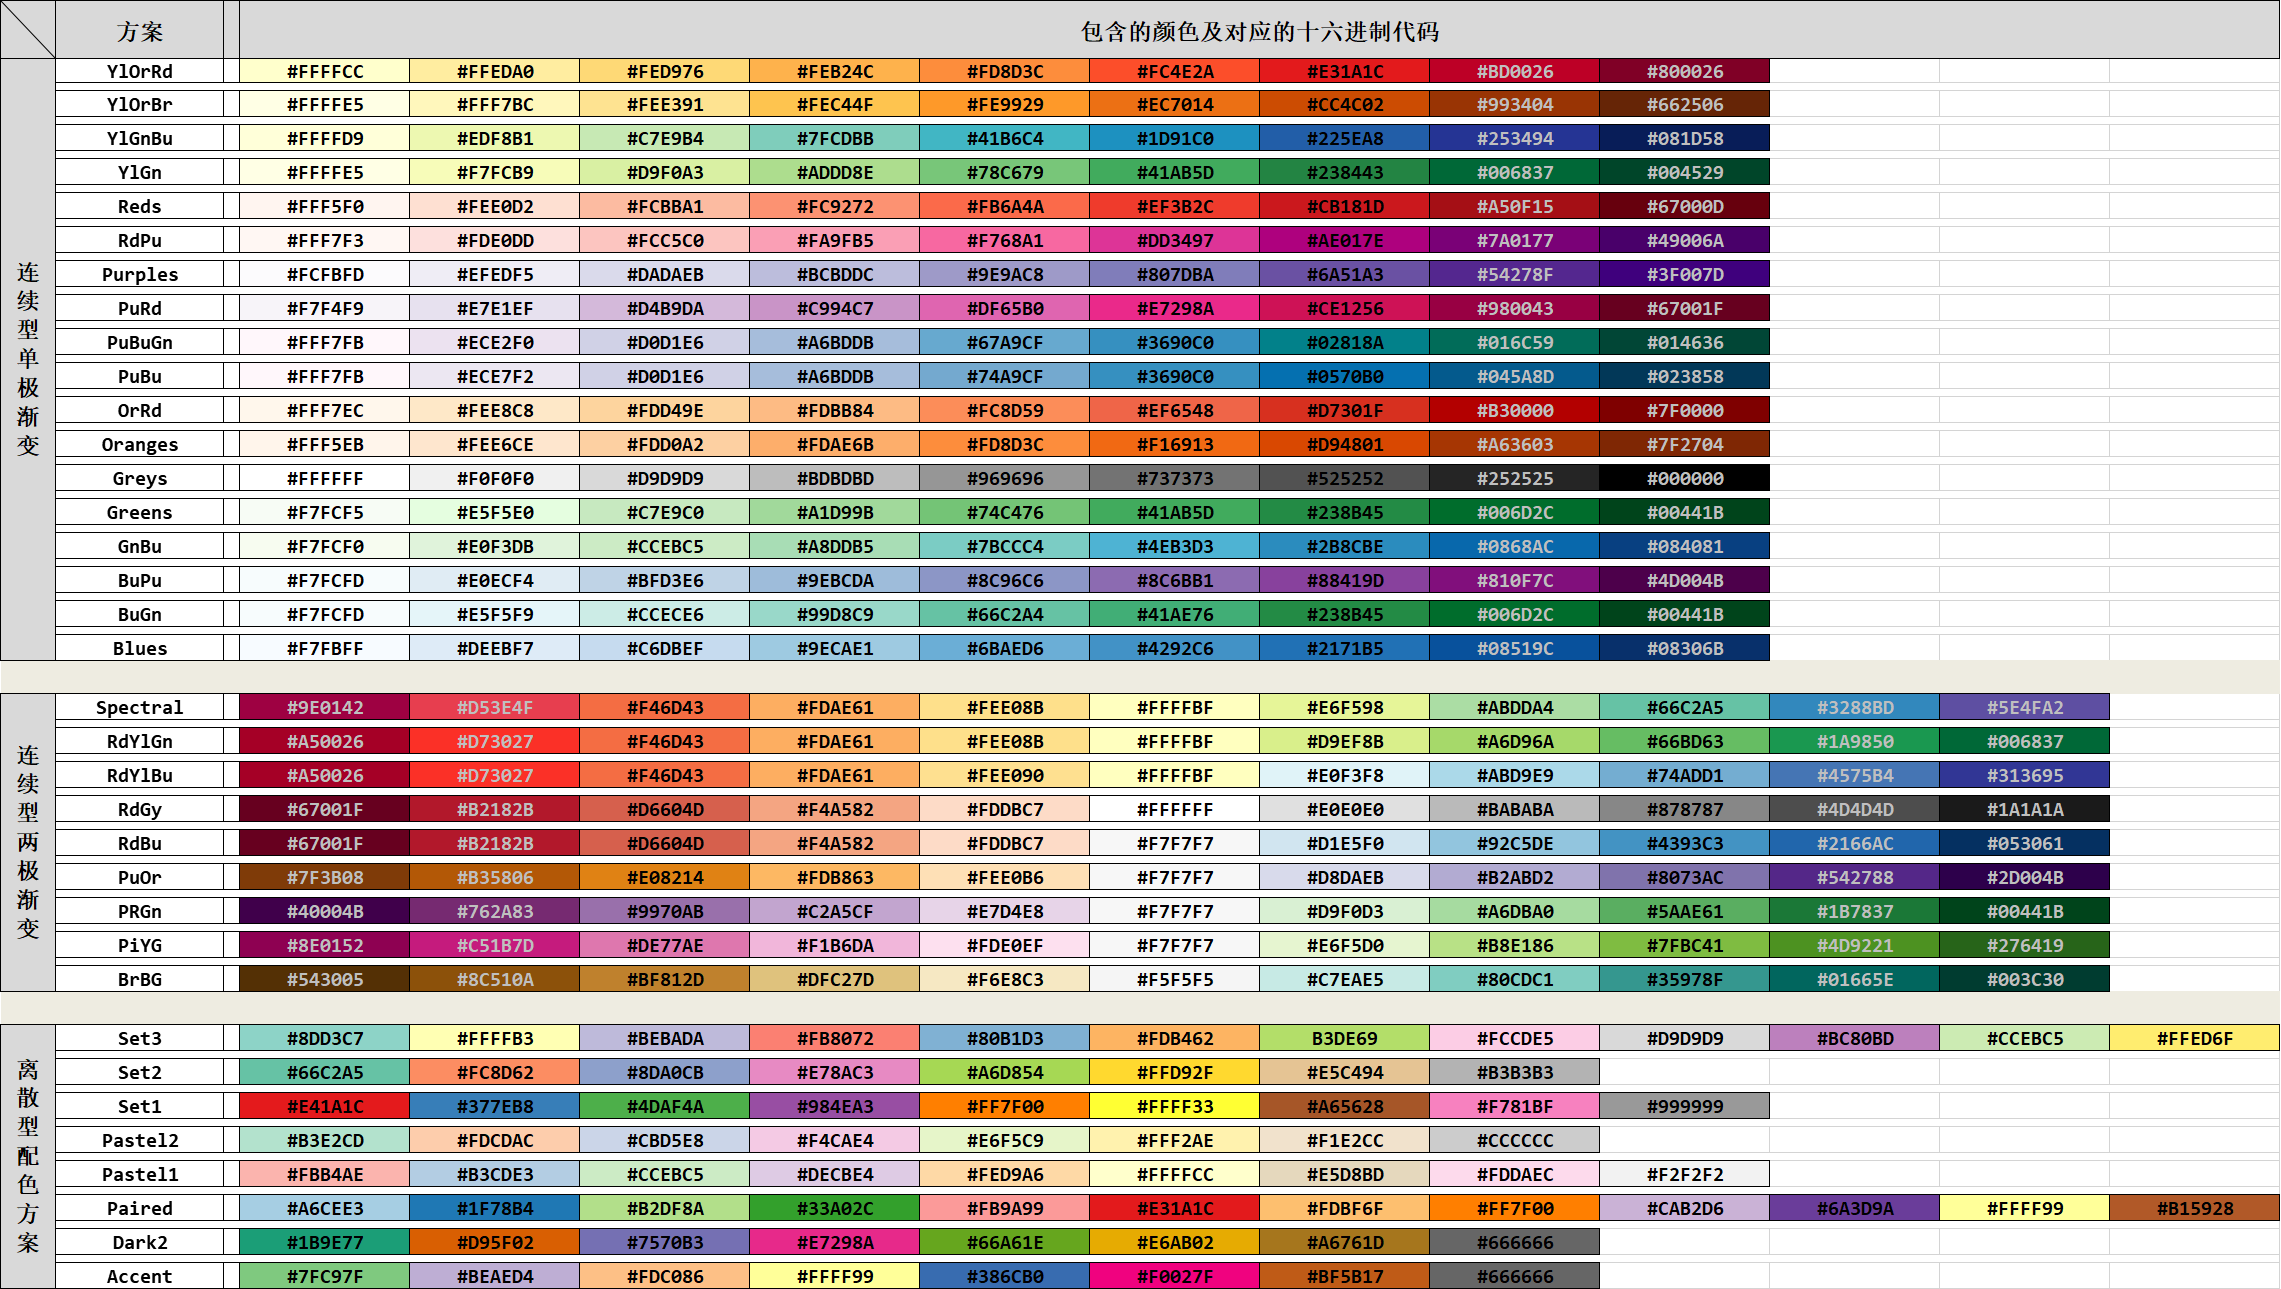 方案 包含的颜色及对应的十六进制代码
连续型单极渐变
YlOrRd #FFFFCC #FFEDA0 #FED976 #FEB24C #FD8D3C #FC4E2A #E31A1C #BD0026 #800026
YlOrBr #FFFFE5 #FFF7BC #FEE391 #FEC44F #FE9929 #EC7014 #CC4C02 #993404 #662506
YlGnBu #FFFFD9 #EDF8B1 #C7E9B4 #7FCDBB #41B6C4 #1D91C0 #225EA8 #253494 #081D58
YlGn #FFFFE5 #F7FCB9 #D9F0A3 #ADDD8E #78C679 #41AB5D #238443 #006837 #004529
Reds #FFF5F0 #FEE0D2 #FCBBA1 #FC9272 #FB6A4A #EF3B2C #CB181D #A50F15 #67000D
RdPu #FFF7F3 #FDE0DD #FCC5C0 #FA9FB5 #F768A1 #DD3497 #AE017E #7A0177 #49006A
Purples #FCFBFD #EFEDF5 #DADAEB #BCBDDC #9E9AC8 #807DBA #6A51A3 #54278F #3F007D
PuRd #F7F4F9 #E7E1EF #D4B9DA #C994C7 #DF65B0 #E7298A #CE1256 #980043 #67001F
PuBuGn #FFF7FB #ECE2F0 #D0D1E6 #A6BDDB #67A9CF #3690C0 #02818A #016C59 #014636
PuBu #FFF7FB #ECE7F2 #D0D1E6 #A6BDDB #74A9CF #3690C0 #0570B0 #045A8D #023858
OrRd #FFF7EC #FEE8C8 #FDD49E #FDBB84 #FC8D59 #EF6548 #D7301F #B30000 #7F0000
Oranges #FFF5EB #FEE6CE #FDD0A2 #FDAE6B #FD8D3C #F16913 #D94801 #A63603 #7F2704
Greys #FFFFFF #F0F0F0 #D9D9D9 #BDBDBD #969696 #737373 #525252 #252525 #000000
Greens #F7FCF5 #E5F5E0 #C7E9C0 #A1D99B #74C476 #41AB5D #238B45 #006D2C #00441B
GnBu #F7FCF0 #E0F3DB #CCEBC5 #A8DDB5 #7BCCC4 #4EB3D3 #2B8CBE #0868AC #084081
BuPu #F7FCFD #E0ECF4 #BFD3E6 #9EBCDA #8C96C6 #8C6BB1 #88419D #810F7C #4D004B
BuGn #F7FCFD #E5F5F9 #CCECE6 #99D8C9 #66C2A4 #41AE76 #238B45 #006D2C #00441B
Blues #F7FBFF #DEEBF7 #C6DBEF #9ECAE1 #6BAED6 #4292C6 #2171B5 #08519C #08306B
连续型两极渐变
Spectral #9E0142 #D53E4F #F46D43 #FDAE61 #FEE08B #FFFFBF #E6F598 #ABDDA4 #66C2A5 #3288BD #5E4FA2
RdYlGn #A50026 #D73027 #F46D43 #FDAE61 #FEE08B #FFFFBF #D9EF8B #A6D96A #66BD63 #1A9850 #006837
RdYlBu #A50026 #D73027 #F46D43 #FDAE61 #FEE090 #FFFFBF #E0F3F8 #ABD9E9 #74ADD1 #4575B4 #313695
RdGy #67001F #B2182B #D6604D #F4A582 #FDDBC7 #FFFFFF #E0E0E0 #BABABA #878787 #4D4D4D #1A1A1A
RdBu #67001F #B2182B #D6604D #F4A582 #FDDBC7 #F7F7F7 #D1E5F0 #92C5DE #4393C3 #2166AC #053061
PuOr #7F3B08 #B35806 #E08214 #FDB863 #FEE0B6 #F7F7F7 #D8DAEB #B2ABD2 #8073AC #542788 #2D004B
PRGn #40004B #762A83 #9970AB #C2A5CF #E7D4E8 #F7F7F7 #D9F0D3 #A6DBA0 #5AAE61 #1B7837 #00441B
PiYG #8E0152 #C51B7D #DE77AE #F1B6DA #FDE0EF #F7F7F7 #E6F5D0 #B8E186 #7FBC41 #4D9221 #276419
BrBG #543005 #8C510A #BF812D #DFC27D #F6E8C3 #F5F5F5 #C7EAE5 #80CDC1 #35978F #01665E #003C30
离散型配色方案
Set3 #8DD3C7 #FFFFB3 #BEBADA #FB8072 #80B1D3 #FDB462 B3DE69 #FCCDE5 #D9D9D9 #BC80BD #CCEBC5 #FFED6F
Set2 #66C2A5 #FC8D62 #8DA0CB #E78AC3 #A6D854 #FFD92F #E5C494 #B3B3B3
Set1 #E41A1C #377EB8 #4DAF4A #984EA3 #FF7F00 #FFFF33 #A65628 #F781BF #999999
Pastel2 #B3E2CD #FDCDAC #CBD5E8 #F4CAE4 #E6F5C9 #FFF2AE #F1E2CC #CCCCCC
Pastel1 #FBB4AE #B3CDE3 #CCEBC5 #DECBE4 #FED9A6 #FFFFCC #E5D8BD #FDDAEC #F2F2F2
Paired #A6CEE3 #1F78B4 #B2DF8A #33A02C #FB9A99 #E31A1C #FDBF6F #FF7F00 #CAB2D6 #6A3D9A #FFFF99 #B15928
Dark2 #1B9E77 #D95F02 #7570B3 #E7298A #66A61E #E6AB02 #A6761D #666666
Accent #7FC97F #BEAED4 #FDC086 #FFFF99 #386CB0 #F0027F #BF5B17 #666666